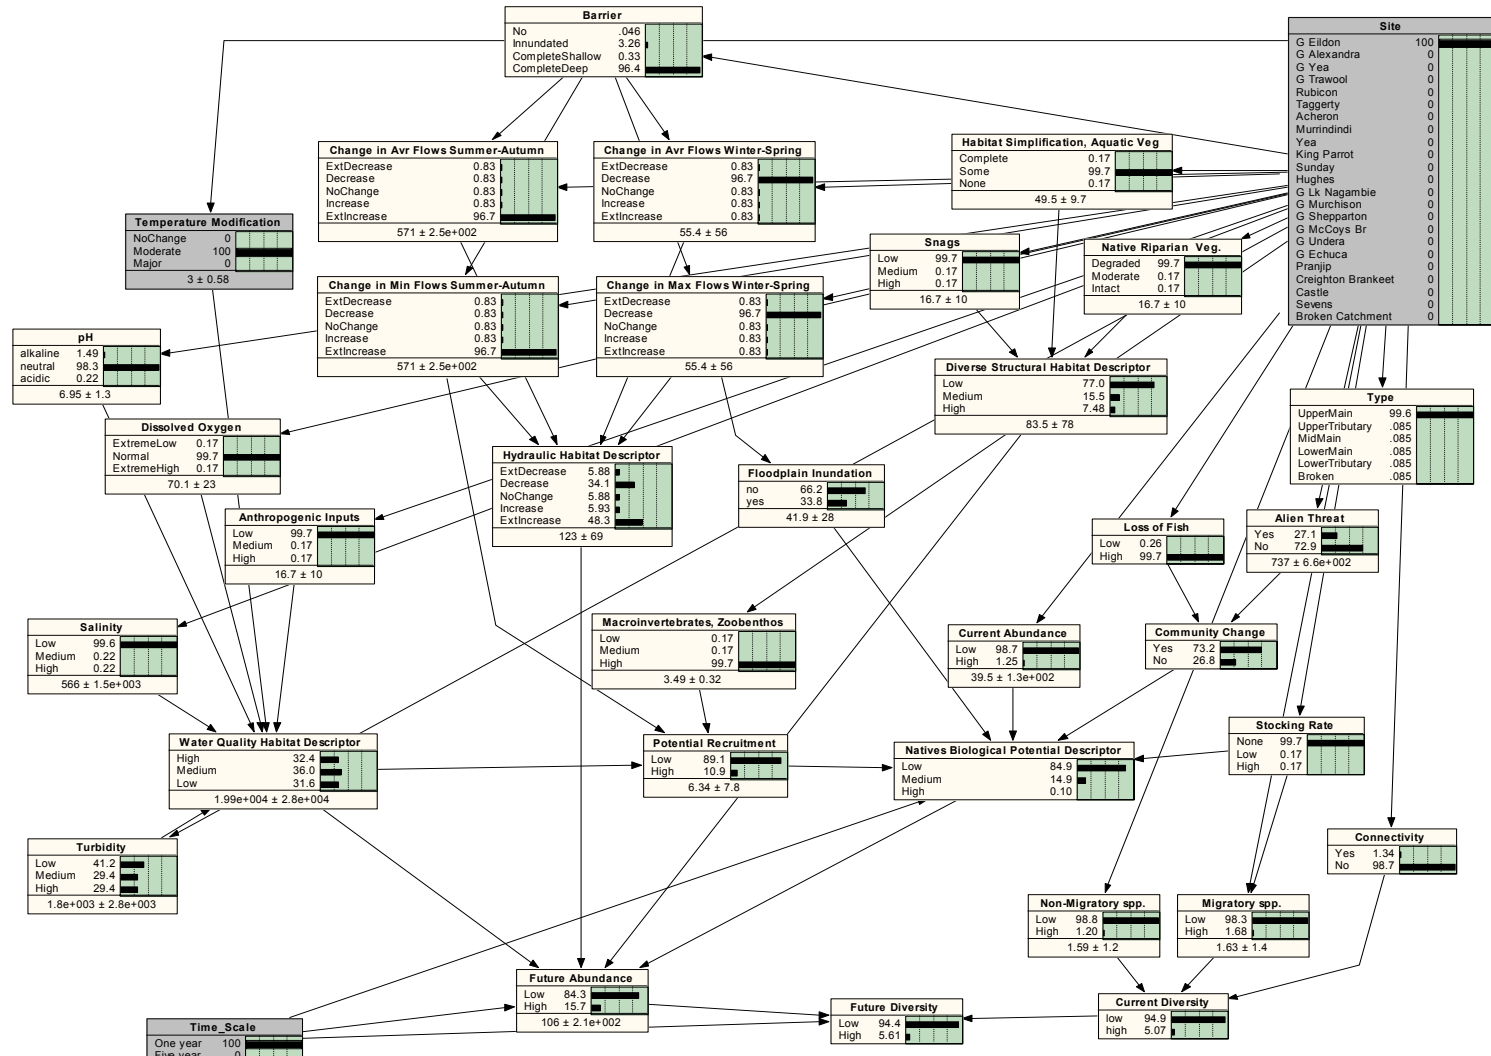 Barrier
No .046
Innundated 3.26
CompleteShallow 0.33
CompleteDeep 96.4
Site
G Eildon 100
G Alexandra 0
G Yea 0
G Trawool 0
Rubicon 0
Taggerty 0
Acheron 0
Murrindindi 0
Yea 0
King Parrot 0
Sunday 0
Hughes 0
G Lk Nagambie 0
G Murchison 0
G Shepparton 0
G McCoys Br 0
G Undera 0
G Echuca 0
Pranjip 0
Creighton Brankeet 0
Castle 0
Sevens 0
Broken Catchment 0
Change in Avr Flows Summer-Autumn
ExtDecrease 0.83
Decrease 0.83
NoChange 0.83
Increase 0.83
ExtIncrease 96.7
571 ± 2.5e+002
Change in Avr Flows Winter-Spring
ExtDecrease 0.83
Decrease 96.7
NoChange 0.83
Increase 0.83
ExtIncrease 0.83
55.4 ± 56
Habitat Simplification, Aquatic Veg
Complete 0.17
Some 99.7
None 0.17
49.5 ± 9.7
Temperature Modification
NoChange 0
Moderate 100
Major 0
3 ± 0.58
Snags
Low 99.7
Medium 0.17
High 0.17
16.7 ± 10
Native Riparian Veg.
Degraded 99.7
Moderate 0.17
Intact 0.17
16.7 ± 10
Change in Min Flows Summer-Autumn
ExtDecrease 0.83
Decrease 0.83
NoChange 0.83
Increase 0.83
ExtIncrease 96.7
571 ± 2.5e+002
Change in Max Flows Winter-Spring
ExtDecrease 0.83
Decrease 96.7
NoChange 0.83
Increase 0.83
ExtIncrease 0.83
55.4 ± 56
pH
alkaline 1.49
neutral 98.3
acidic 0.22
6.95 ± 1.3
Diverse Structural Habitat Descriptor
Low 77.0
Medium 15.5
High 7.48
83.5 ± 78
Type
UpperMain 99.6
UpperTributary .085
MidMain .085
LowerMain .085
LowerTributary .085
Broken .085
Dissolved Oxygen
ExtremeLow 0.17
Normal 99.7
ExtremeHigh 0.17
70.1 ± 23
Hydraulic Habitat Descriptor
ExtDecrease 5.88
Decrease 34.1
NoChange 5.88
Increase 5.93
ExtIncrease 48.3
123 ± 69
Floodplain Inundation
no 66.2
yes 33.8
41.9 ± 28
Anthropogenic Inputs
Low 99.7
Medium 0.17
High 0.17
16.7 ± 10
Loss of Fish
Low 0.26
High 99.7
Alien Threat
Yes 27.1
No 72.9
737 ± 6.6e+002
Salinity
Low 99.6
Medium 0.22
High 0.22
566 ± 1.5e+003
Macroinvertebrates, Zoobenthos
Low 0.17
Medium 0.17
High 99.7
3.49 ± 0.32
Current Abundance
Low 98.7
High 1.25
39.5 ± 1.3e+002
Community Change
Yes 73.2
No 26.8
Water Quality Habitat Descriptor
High 32.4
Medium 36.0
Low 31.6
1.99e+004 ± 2.8e+004
Potential Recruitment
Low 89.1
High 10.9
6.34 ± 7.8
Natives Biological Potential Descriptor
Low 84.9
Medium 14.9
High 0.10
Stocking Rate
None 99.7
Low 0.17
High 0.17
Turbidity
Low 41.2
Medium 29.4
High 29.4
1.8e+003 ± 2.8e+003
Connectivity
Yes 1.34
No 98.7
Non-Migratory spp.
Low 98.8
High 1.20
1.59 ± 1.2
Migratory spp.
Low 98.3
High 1.68
1.63 ± 1.4
Future Abundance
Low 84.3
High 15.7
106 ± 2.1e+002
Future Diversity
Low 94.4
High 5.61
Current Diversity
low 94.9
high 5.07
Time_Scale
One year 100
Five year 0